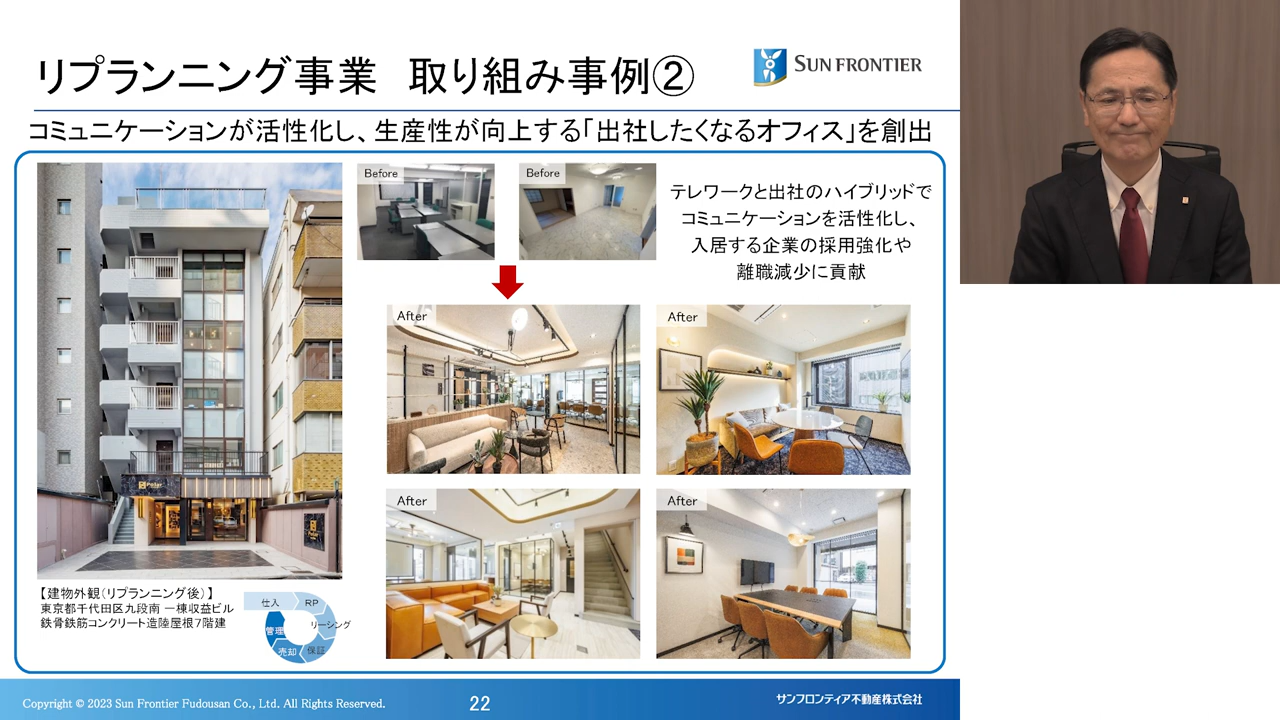 リプランニング事業 取り組み事例②
SUN FRONTIER
コミュニケーションが活性化し、生産性が向上する「出社したくなるオフィス」を創出
Before
Before
テレワークと出社のハイブリッドで
コミュニケーションを活性化し、
入居する企業の採用強化や
離職減少に貢献
After
After
After
After
【建物外観(リプランニング後)】
東京都千代田区九段南 一棟収益ビル
鉄骨鉄筋コンクリート造陸屋根7階建
仕入
RP
リーシング
保証
売却
管理
Copyright © 2023 Sun Frontier Fudousan Co., Ltd. All Rights Reserved.
22
サンフロンティア不動産株式会社